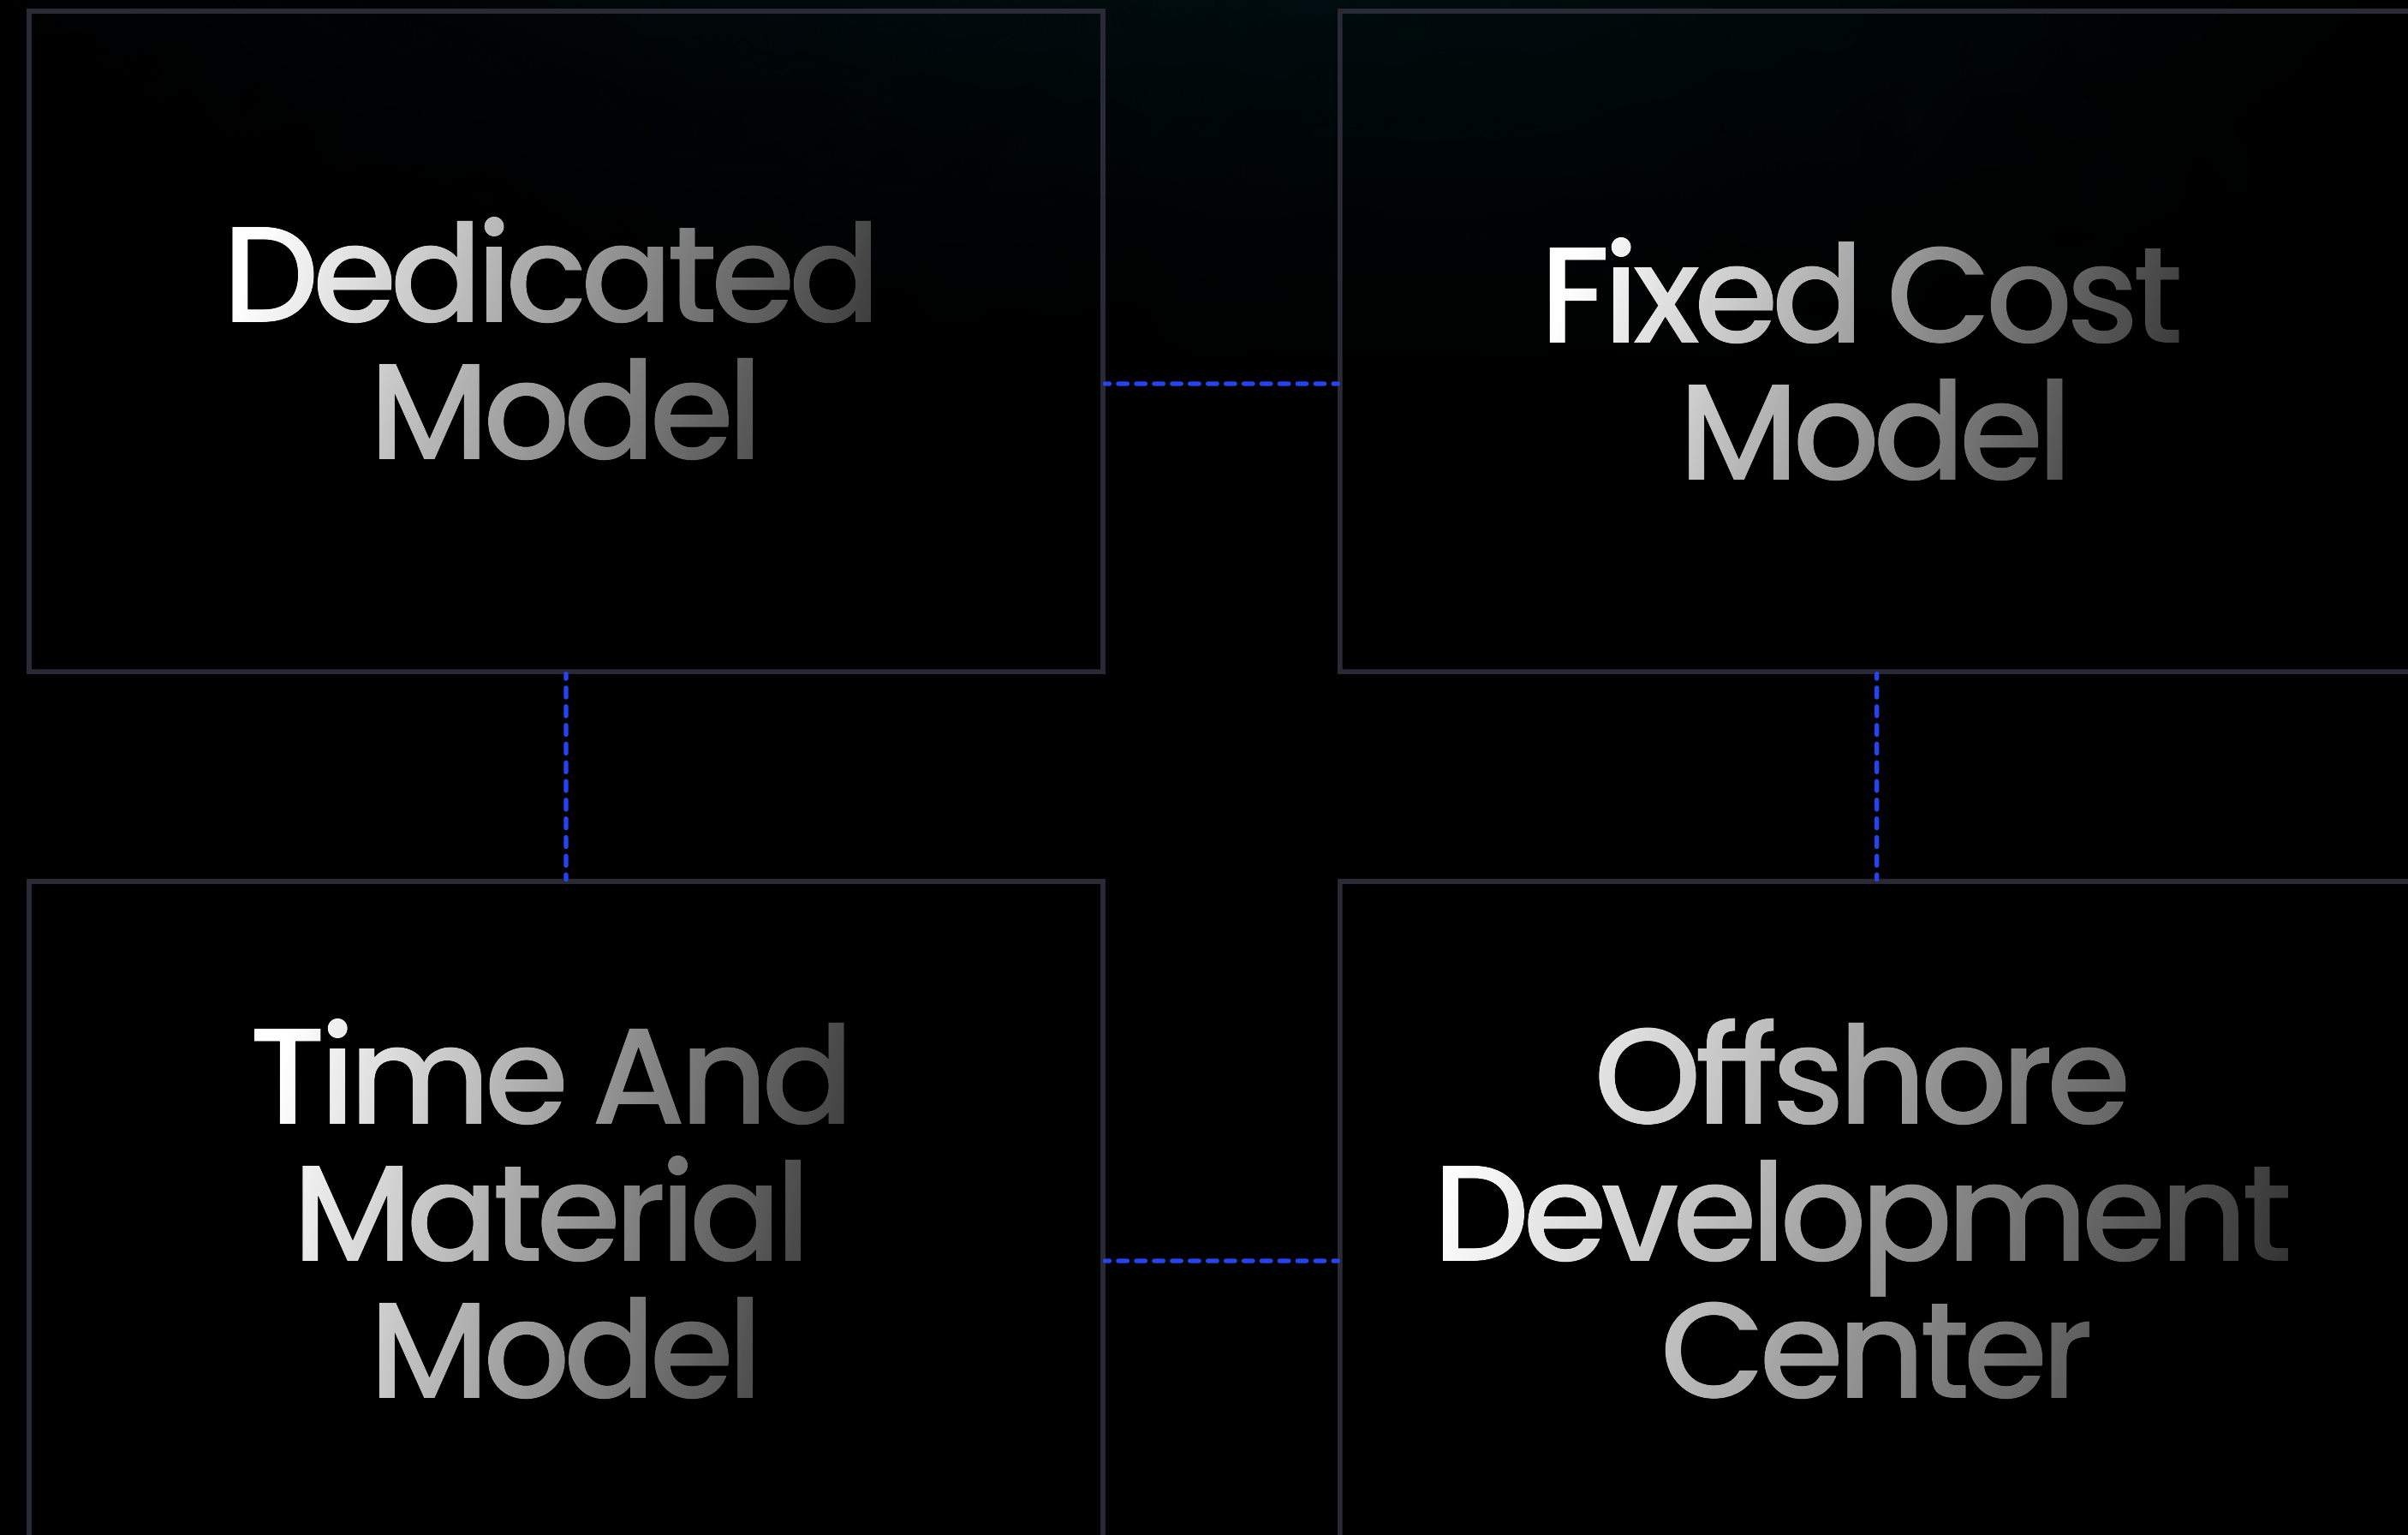 Dedicated
Model
Fixed Cost
Model
Time And
Material
Model
Offshore
Development
Center